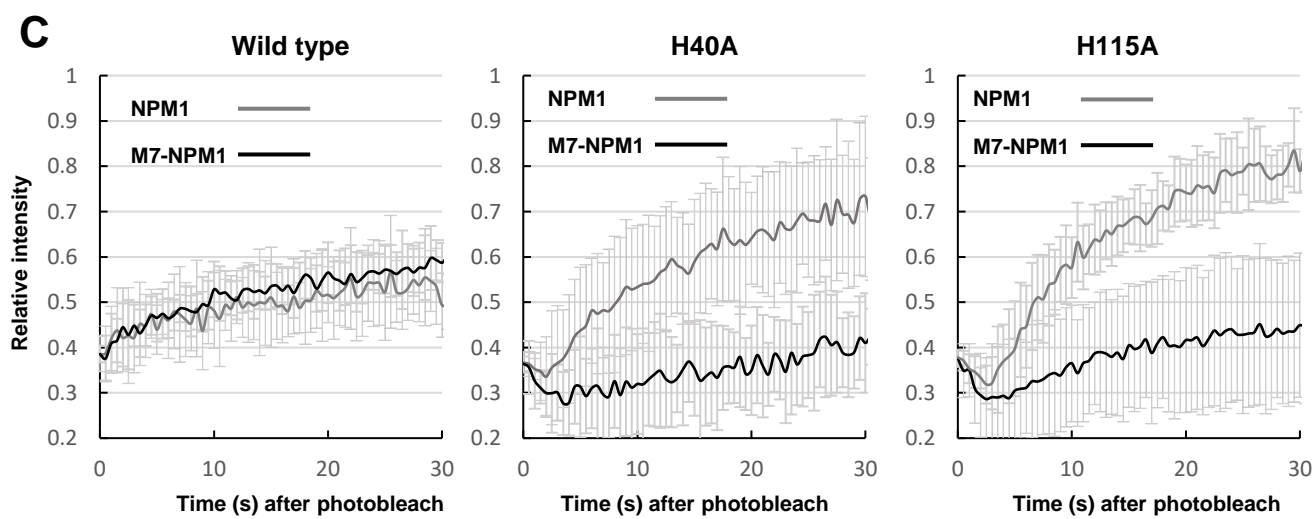 C
Wild type
H40A
H115A
Relative intensity
1
0.9
0.8
0.7
0.6
0.5
0.4
0.3
0.2
NPM1
M7-NPM1
0
10
20
30
Time (s) after photobleach
1
0.9
0.8
0.7
0.6
0.5
0.4
0.3
0.2
NPM1
M7-NPM1
0
10
20
30
Time (s) after photobleach
1
0.9
0.8
0.7
0.6
0.5
0.4
0.3
0.2
NPM1
M7-NPM1
0
10
20
30
Time (s) after photobleach